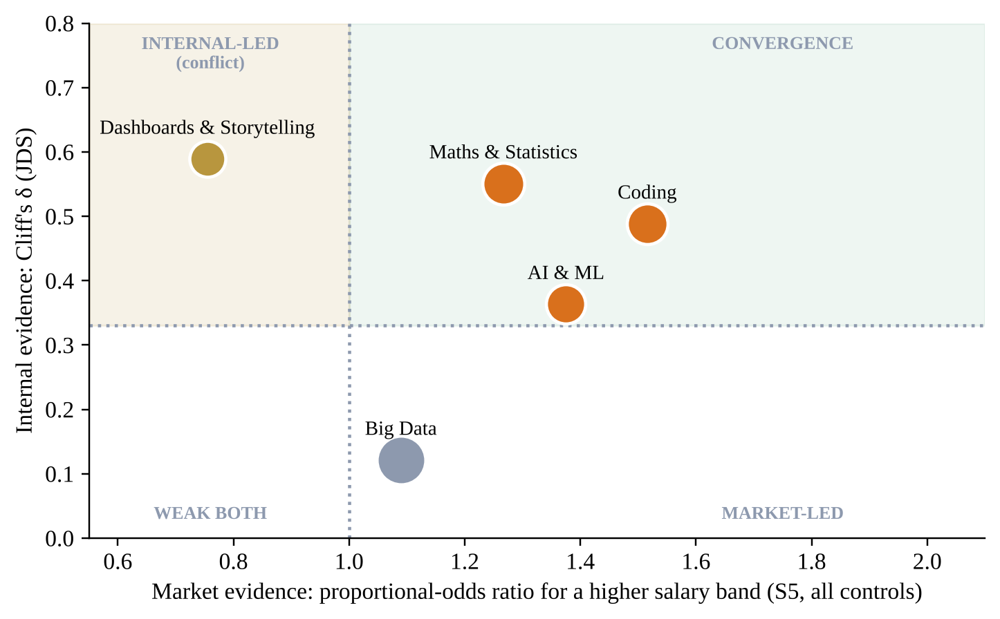 0.8
INTERNAL-LED
(conflict)
CONVERGENCE
0.7
Dashboards & Storytelling
0.6
Maths & Statistics
Coding
0.5
AI & ML
0.4
0.3
0.2
Big Data
0.1
WEAK BOTH
MARKET-LED
0.0
Internal evidence: Cliff's δ (JDS)
0.6 0.8 1.0 1.2 1.4 1.6 1.8 2.0
Market evidence: proportional-odds ratio for a higher salary band (S5, all controls)